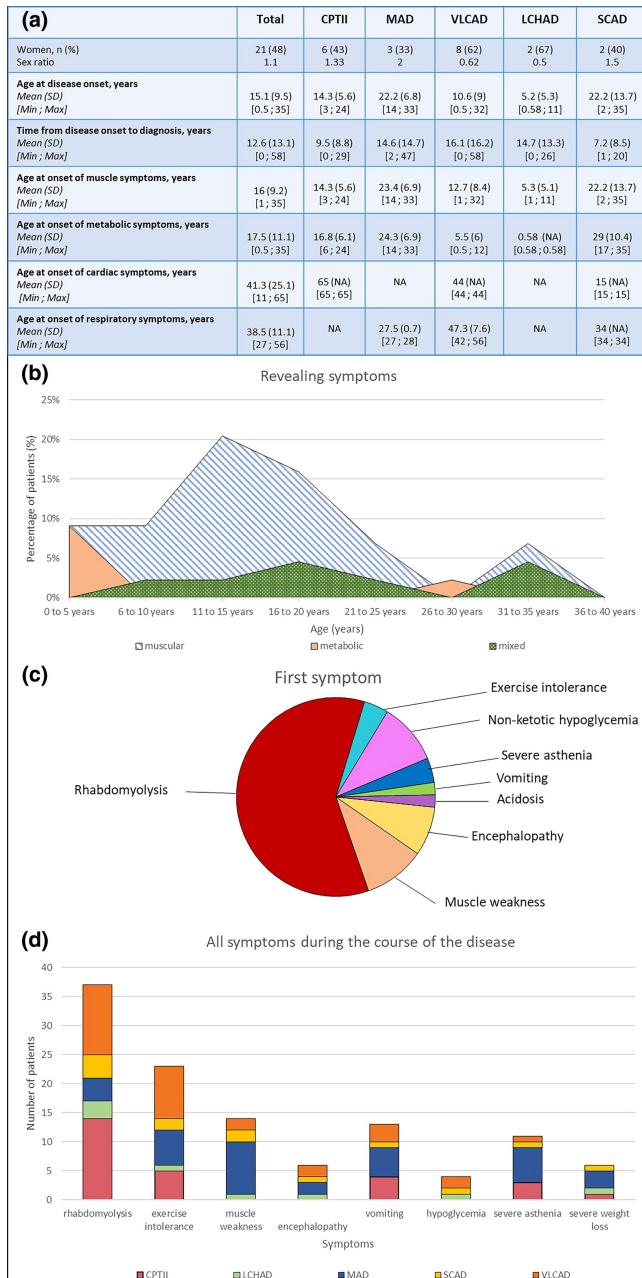 (a)
Total CPTII MAD VLCAD LCHAD SCAD
Women, n (%) 21 (48) 6 (43) 3 (33) 8 (62) 2 (67) 2 (40)
Sex ratio 1.1 1.33 2 0.62 0.5 1.5
Age at disease onset, years
Mean (SD) 15.1 (9.5) 14.3 (5.6) 22.2 (6.8) 10.6 (9) 5.2 (5.3) 22.2 (13.7)
[Min ; Max] [0.5 ; 35] [3 ; 24] [14 ; 33] [0.5 ; 32] [0.58 ; 11] [2 ; 35]
Time from disease onset to diagnosis, years
Mean (SD) 12.6 (13.1) 9.5 (8.8) 14.6 (14.7) 16.1 (16.2) 14.7 (13.3) 7.2 (8.5)
[Min ; Max] [0 ; 58] [0 ; 29] [2 ; 47] [0 ; 58] [0 ; 26] [1 ; 20]
Age at onset of muscle symptoms, years
Mean (SD) 16 (9.2) 14.3 (5.6) 23.4 (6.9) 12.7 (8.4) 5.3 (5.1) 22.2 (13.7)
[Min ; Max] [1 ; 35] [3 ; 24] [14 ; 33] [1 ; 32] [1 ; 11] [2 ; 35]
Age at onset of metabolic symptoms, years
Mean (SD) 17.5 (11.1) 16.8 (6.1) 24.3 (6.9) 5.5 (6) 0.58 (NA) 29 (10.4)
[Min ; Max] [0.5 ; 35] [6 ; 24] [14 ; 33] [0.5 ; 12] [0.58 ; 0.58] [17 ; 35]
Age at onset of cardiac symptoms, years
Mean (SD) 41.3 (25.1) 65 (NA) NA 44 (NA) NA 15 (NA)
[Min ; Max] [11 ; 65] [65 ; 65] [44 ; 44] [15 ; 15]
Age at onset of respiratory symptoms, years
Mean (SD) 38.5 (11.1) NA 27.5 (0.7) 47.3 (7.6) NA 34 (NA)
[Min ; Max] [27 ; 56] [27 ; 28] [42 ; 56] [34 ; 34]
(b)
Revealing symptoms
Percentage of patients (%)
25%
20%
15%
10%
5%
0%
0 to 5 years 6 to 10 years 11 to 15 years 16 to 20 years 21 to 25 years 26 to 30 years 31 to 35 years 36 to 40 years
Age (years)
muscular metabolic mixed
(c)
First symptom
Exercise intolerance
Non-ketotic hypoglycemia
Severe asthenia
Vomiting
Acidosis
Encephalopathy
Muscle weakness
Rhabdomyolysis
(d)
All symptoms during the course of the disease
Number of patients
40
35
30
25
20
15
10
5
0
rhabdomyolysis exercise intolerance muscle weakness encephalopathy vomiting hypoglycemia severe asthenia severe weight loss
Symptoms
CPTII LCHAD MAD SCAD VLCAD